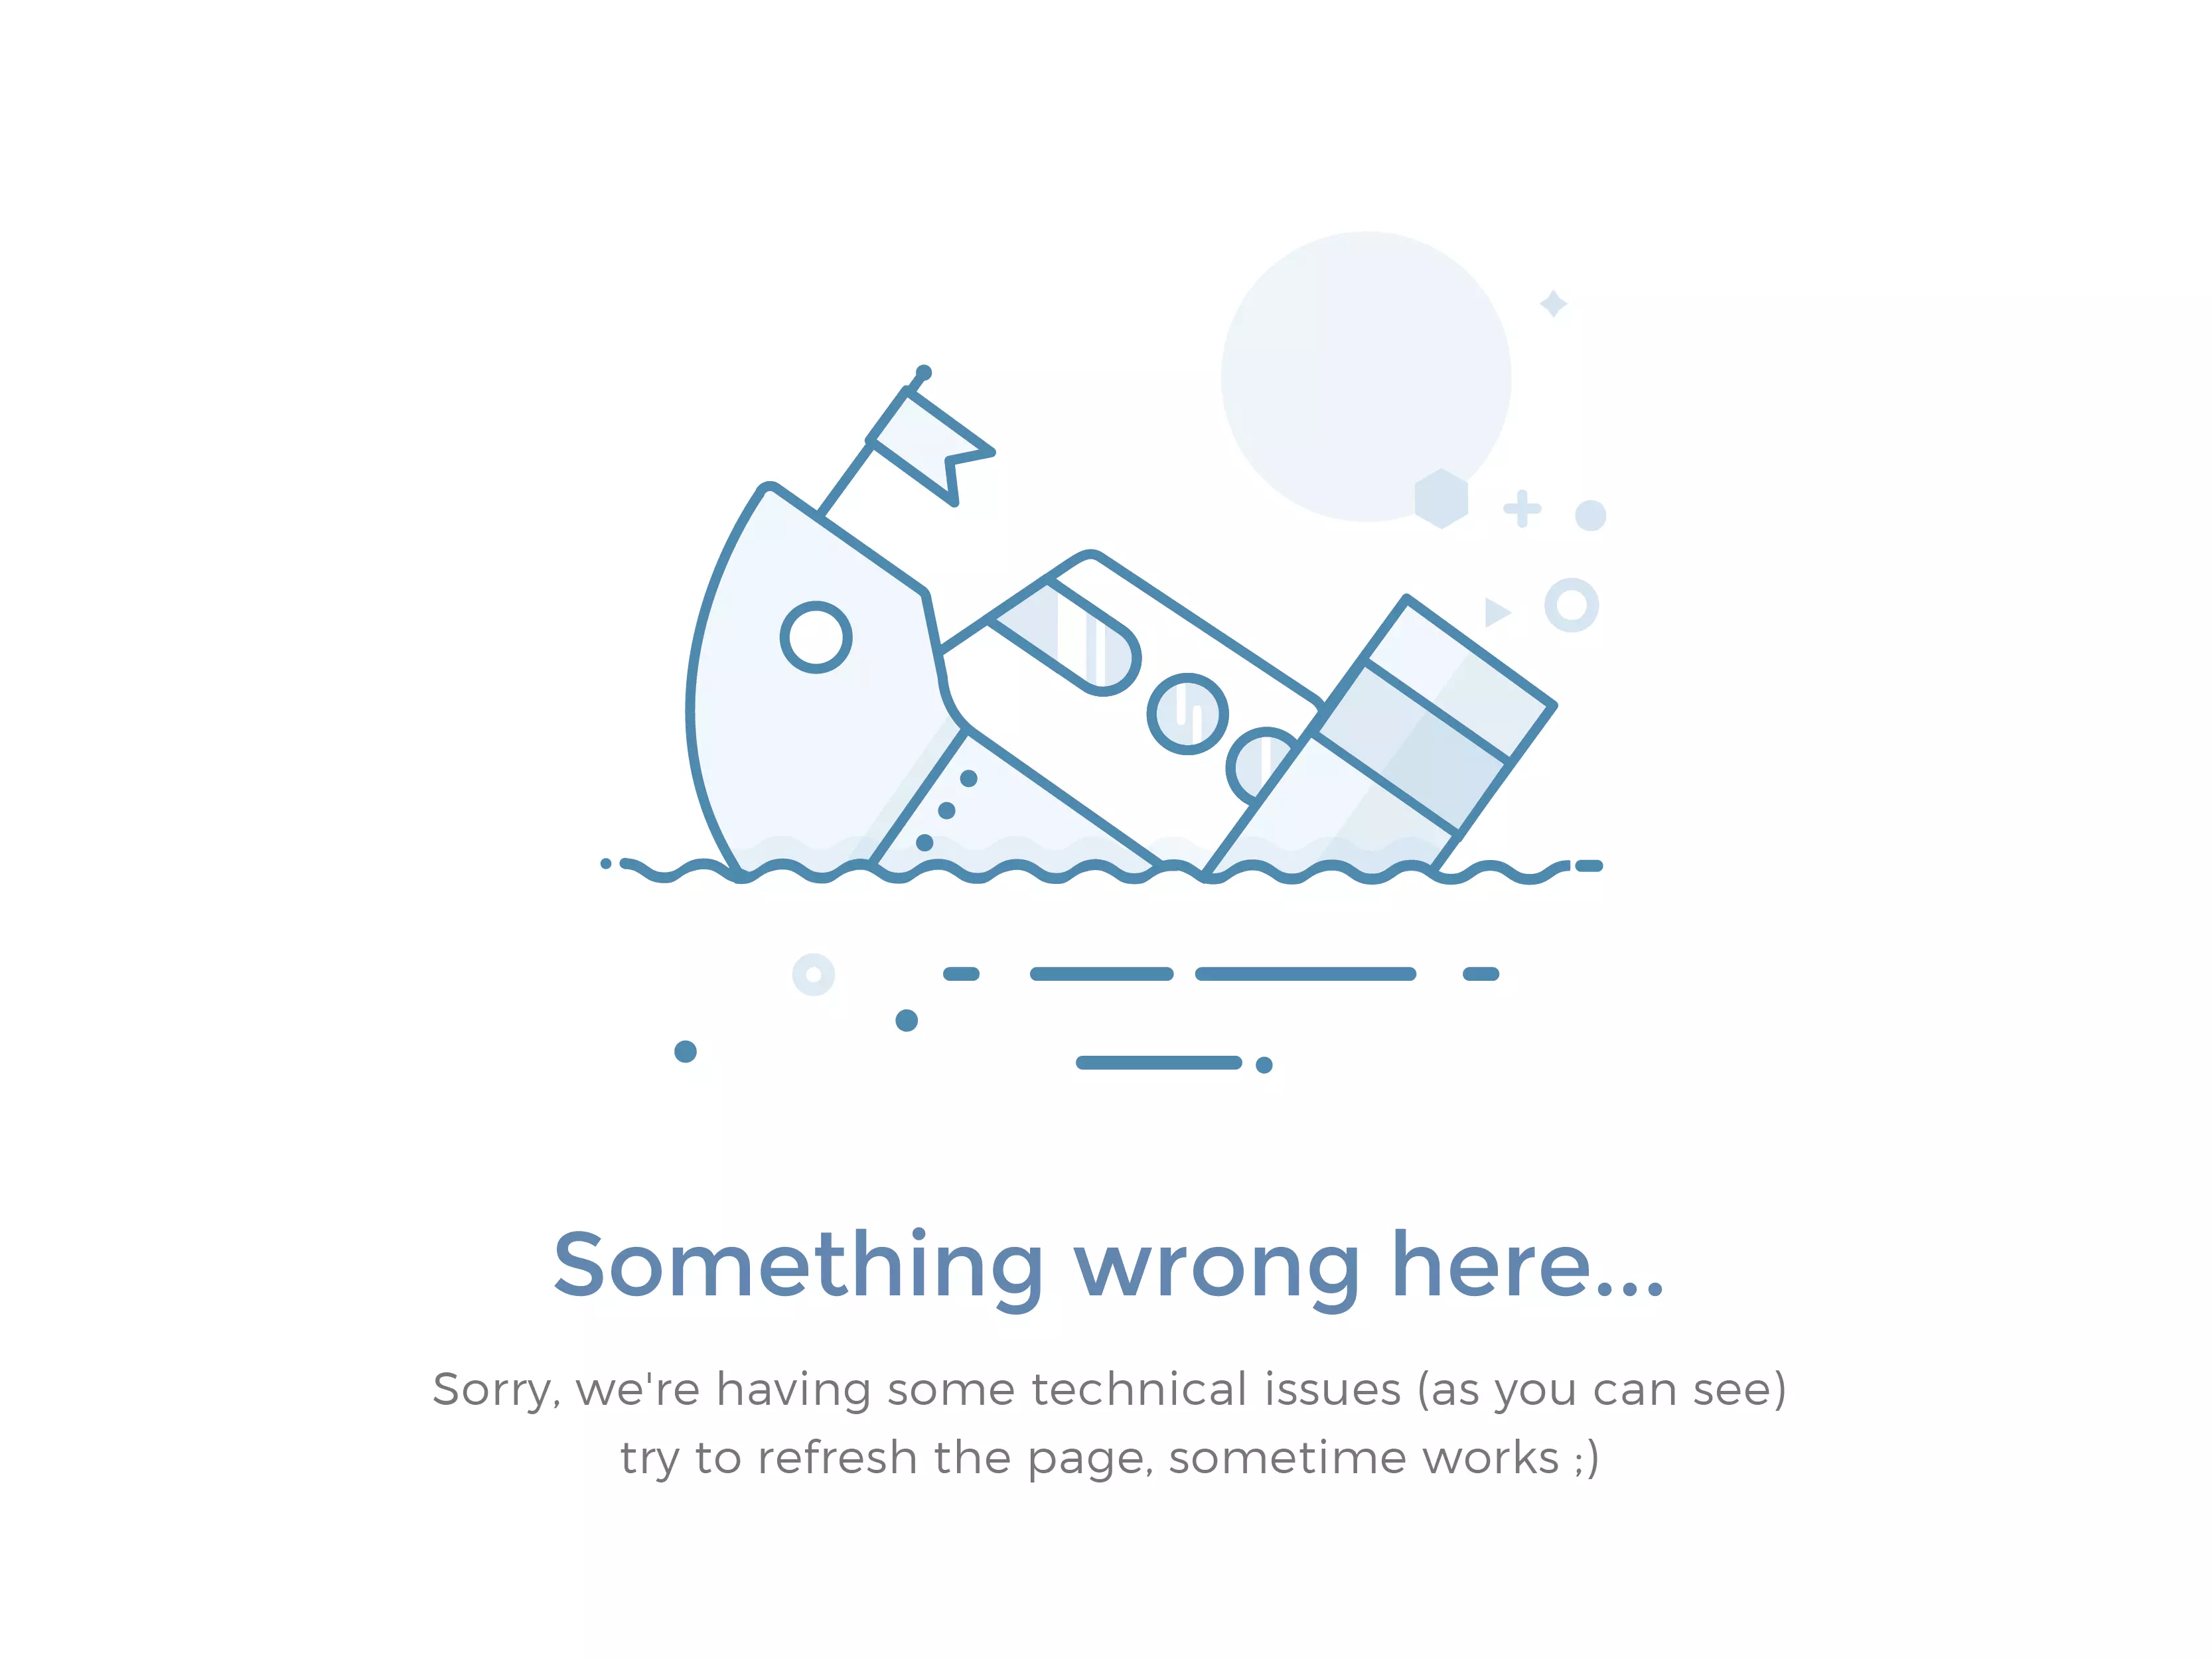 Something wrong here...
Sorry, we're having some technical issues (as you can see)
try to refresh the page, sometime works ;)